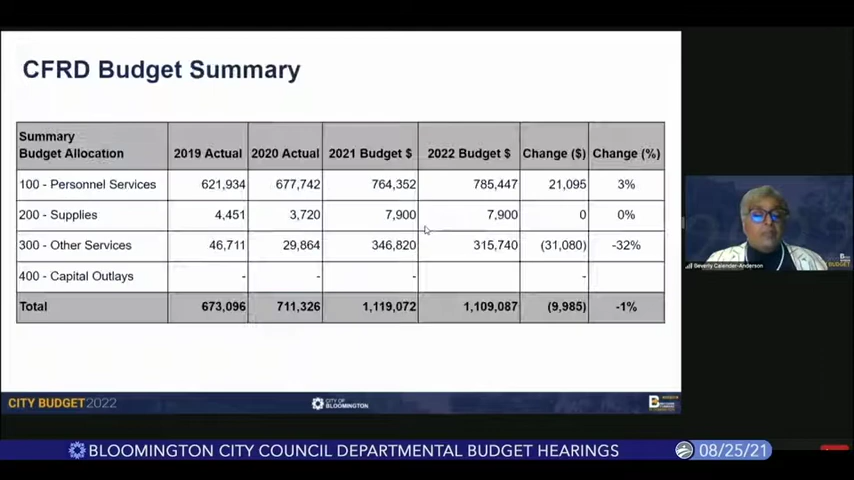 CFRD Budget Summary
Summary
Budget Allocation 2019 Actual 2020 Actual 2021 Budget $ 2022 Budget $ Change ($) Change (%)
100 - Personnel Services 621,934 677,742 764,352 785,447 21,095 3%
200 - Supplies 4,451 3,720 7,900 7,900 0 0%
300 - Other Services 46,711 29,864 346,820 315,740 (31,080) -32%
400 - Capital Outlays - - - -
Total 673,096 711,326 1,119,072 1,109,087 (9,985) -1%
Beverly Calender-Anderson
BUDGET
CITY BUDGET2022
CITY OF
BLOOMINGTON
BLOOMINGTON CITY COUNCIL DEPARTMENTAL BUDGET HEARINGS 08/25/21